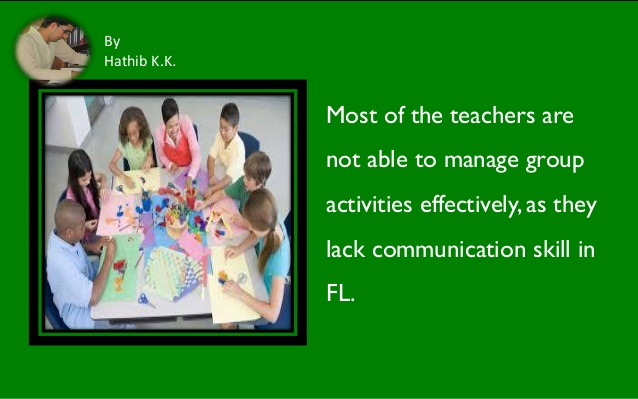 By
Hathib K.K.
Most of the teachers are
not able to manage group
activities effectively, as they
lack communication skill in
FL.